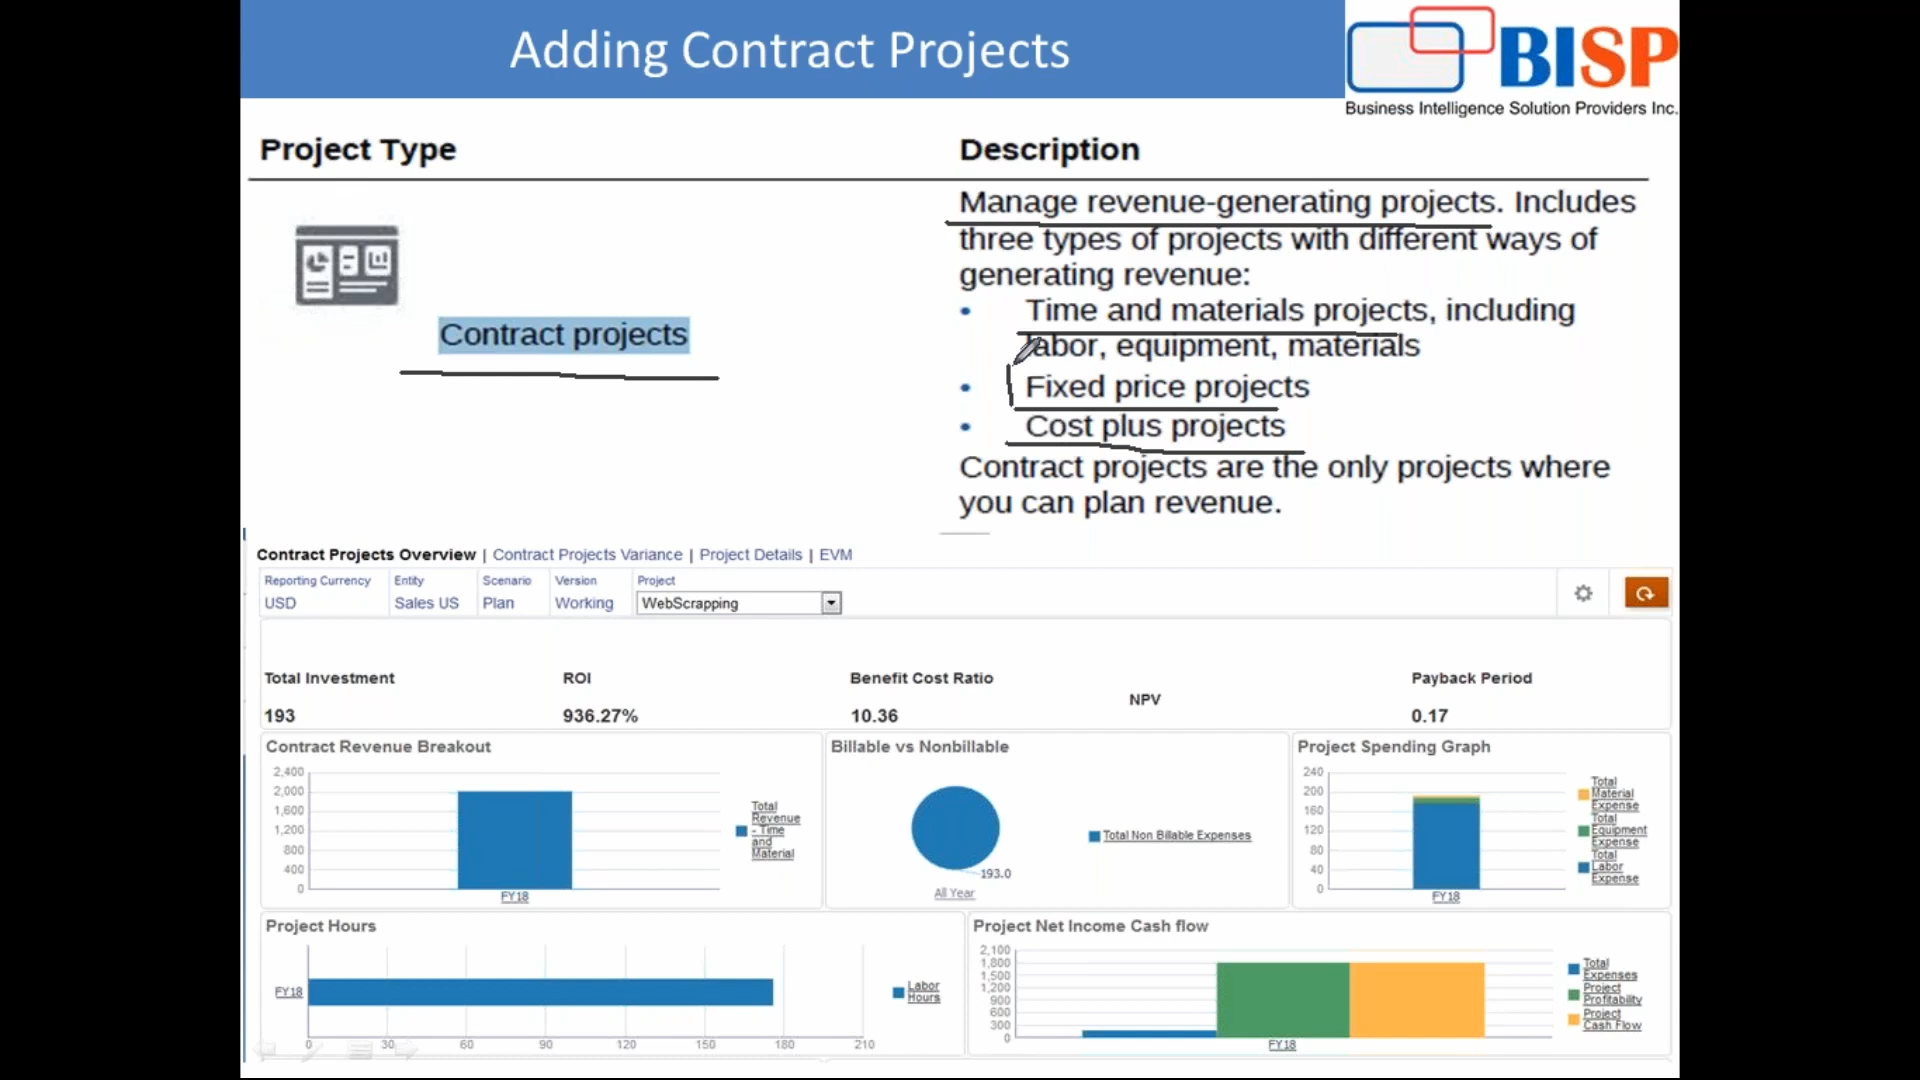 Adding Contract Projects
BISP
Business Intelligence Solution Providers Inc.
Project Type
Description
Contract projects
Manage revenue-generating projects. Includes
three types of projects with different ways of
generating revenue:
• Time and materials projects, including
labor, equipment, materials
• Fixed price projects
• Cost plus projects
Contract projects are the only projects where
you can plan revenue.
Contract Projects Overview | Contract Projects Variance | Project Details | EVM
Reporting Currency Entity Scenario Version Project
USD Sales US Plan Working WebScrapping
Total Investment ROI Benefit Cost Ratio NPV Payback Period
193 936.27% 10.36 0.17
Contract Revenue Breakout
2,400
2,000
1,600
1,200
800
400
0
FY18
Total
Revenue
- Time
and
Material
Billable vs Nonbillable
193.0
All Year
Total Non Billable Expenses
Project Spending Graph
240
200
160
120
80
40
0
FY18
Total
Material
Expense
Total
Equipment
Expense
Total
Labor
Expense
Project Hours
FY18
0 30 60 90 120 150 180 210
Labor
Hours
Project Net Income Cash flow
2,100
1,800
1,500
1,200
900
600
300
0
FY18
Total
Expenses
Project
Profitability
Project
Cash Flow